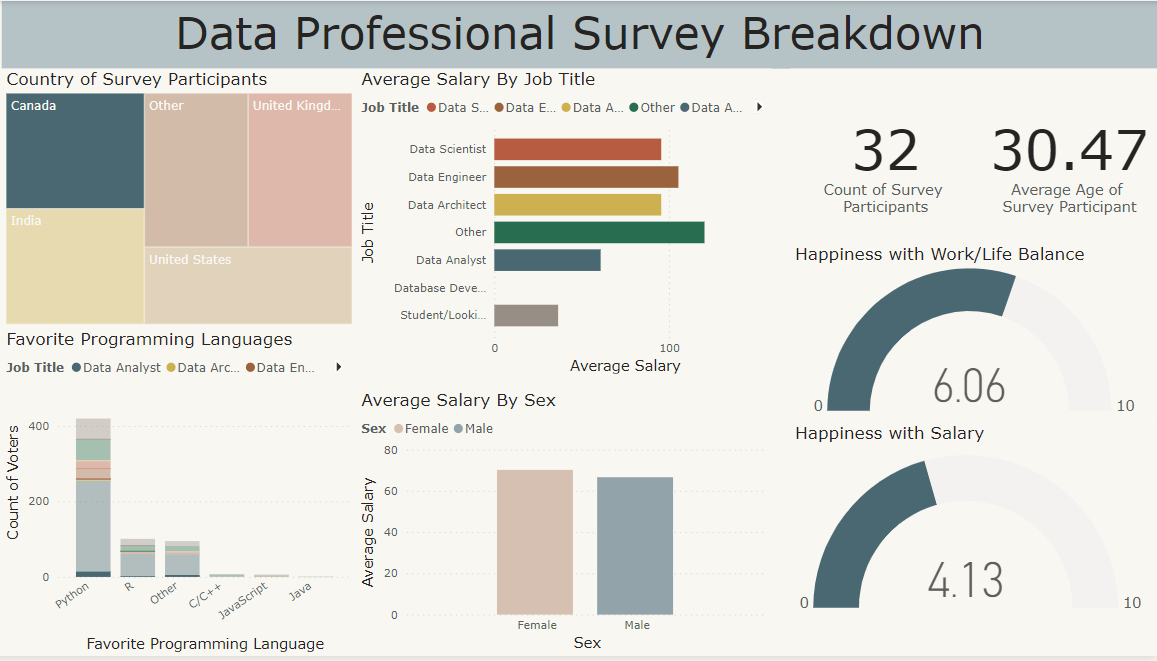 Data Professional Survey Breakdown
Country of Survey Participants
Canada
Other
United Kingd...
India
United States
Average Salary By Job Title
Job Title Data S... Data E... Data A... Other Data A...
Job Title
Data Scientist
Data Engineer
Data Architect
Other
Data Analyst
Database Deve...
Student/Looki...
0 100
Average Salary
32
Count of Survey
Participants
30.47
Average Age of
Survey Participant
Happiness with Work/Life Balance
6.06
0 10
Happiness with Salary
4.13
0 10
Favorite Programming Languages
Job Title Data Analyst Data Arc... Data En...
Count of Voters
400
200
0
Python R Other C/C++ JavaScript Java
Favorite Programming Language
Average Salary By Sex
Sex Female Male
Average Salary
80
60
40
20
0
Female Male
Sex